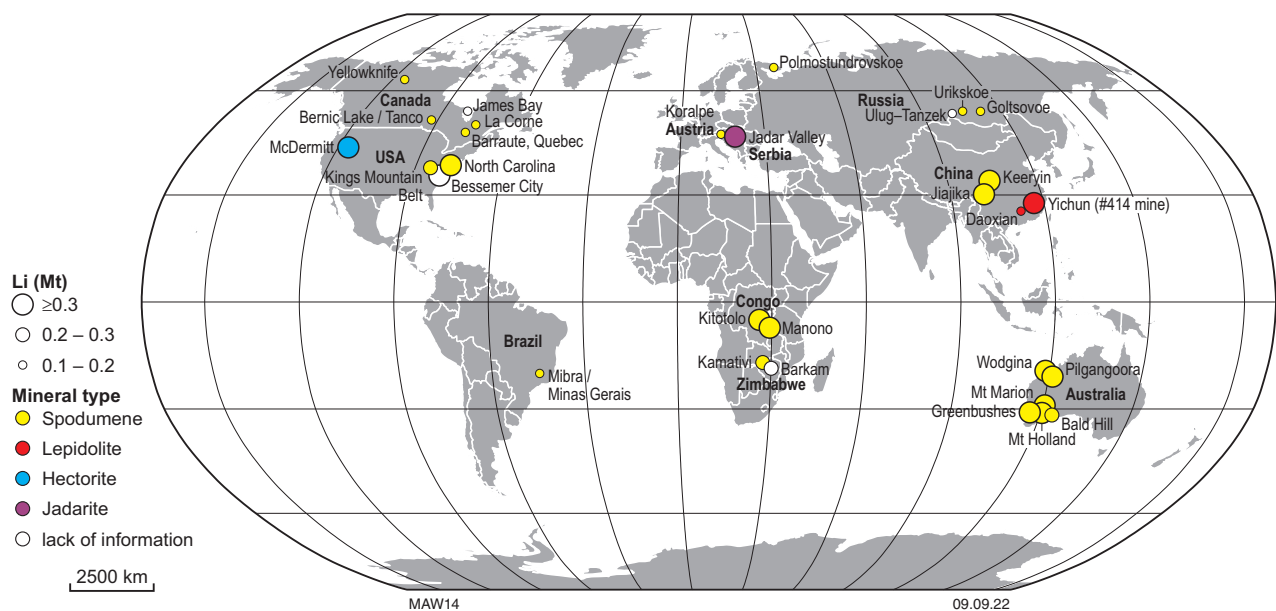 Polmostundrovskoe
Yellowknife
Urikskoe
Canada
James Bay
Koralpe
Russia
Goltsovoe
Bernic Lake / Tanco
La Corne
Austria
Ulug–Tanzek
Barraute, Quebec
McDermitt
Jadar Valley
USA
Serbia
North Carolina
China
Keeryin
Kings Mountain
Belt
Bessemer City
Jiajika
Yichun (#414 mine)
Daoxian
Li (Mt)
≥0.3
0.2 – 0.3
0.1 – 0.2
Congo
Kitotolo
Manono
Brazil
Kamativi
Barkam
Wodgina
Pilgangoora
Mibra /
Minas Gerais
Zimbabwe
Mt Marion
Australia
Greenbushes
Bald Hill
Mt Holland
Mineral type
Spodumene
Lepidolite
Hectorite
Jadarite
lack of information
2500 km
MAW14
09.09.22